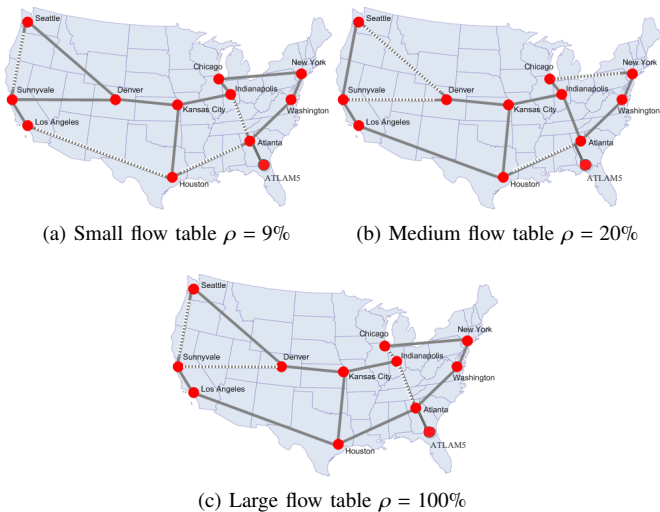 Seattle
Chicago
New York
Indianapolis
Sunnyvale
Denver
Kansas City
Washington
Los Angeles
Atlanta
Houston
ATLAM5
(a) Small flow table ρ = 9%
Seattle
Chicago
New York
Indianapolis
Sunnyvale
Denver
Kansas City
Washington
Los Angeles
Atlanta
Houston
ATLAM5
(b) Medium flow table ρ = 20%
Seattle
Chicago
New York
Sunnyvale
Denver
Indianapolis
Kansas City
Washington
Los Angeles
Atlanta
Houston
ATLAM5
(c) Large flow table ρ = 100%